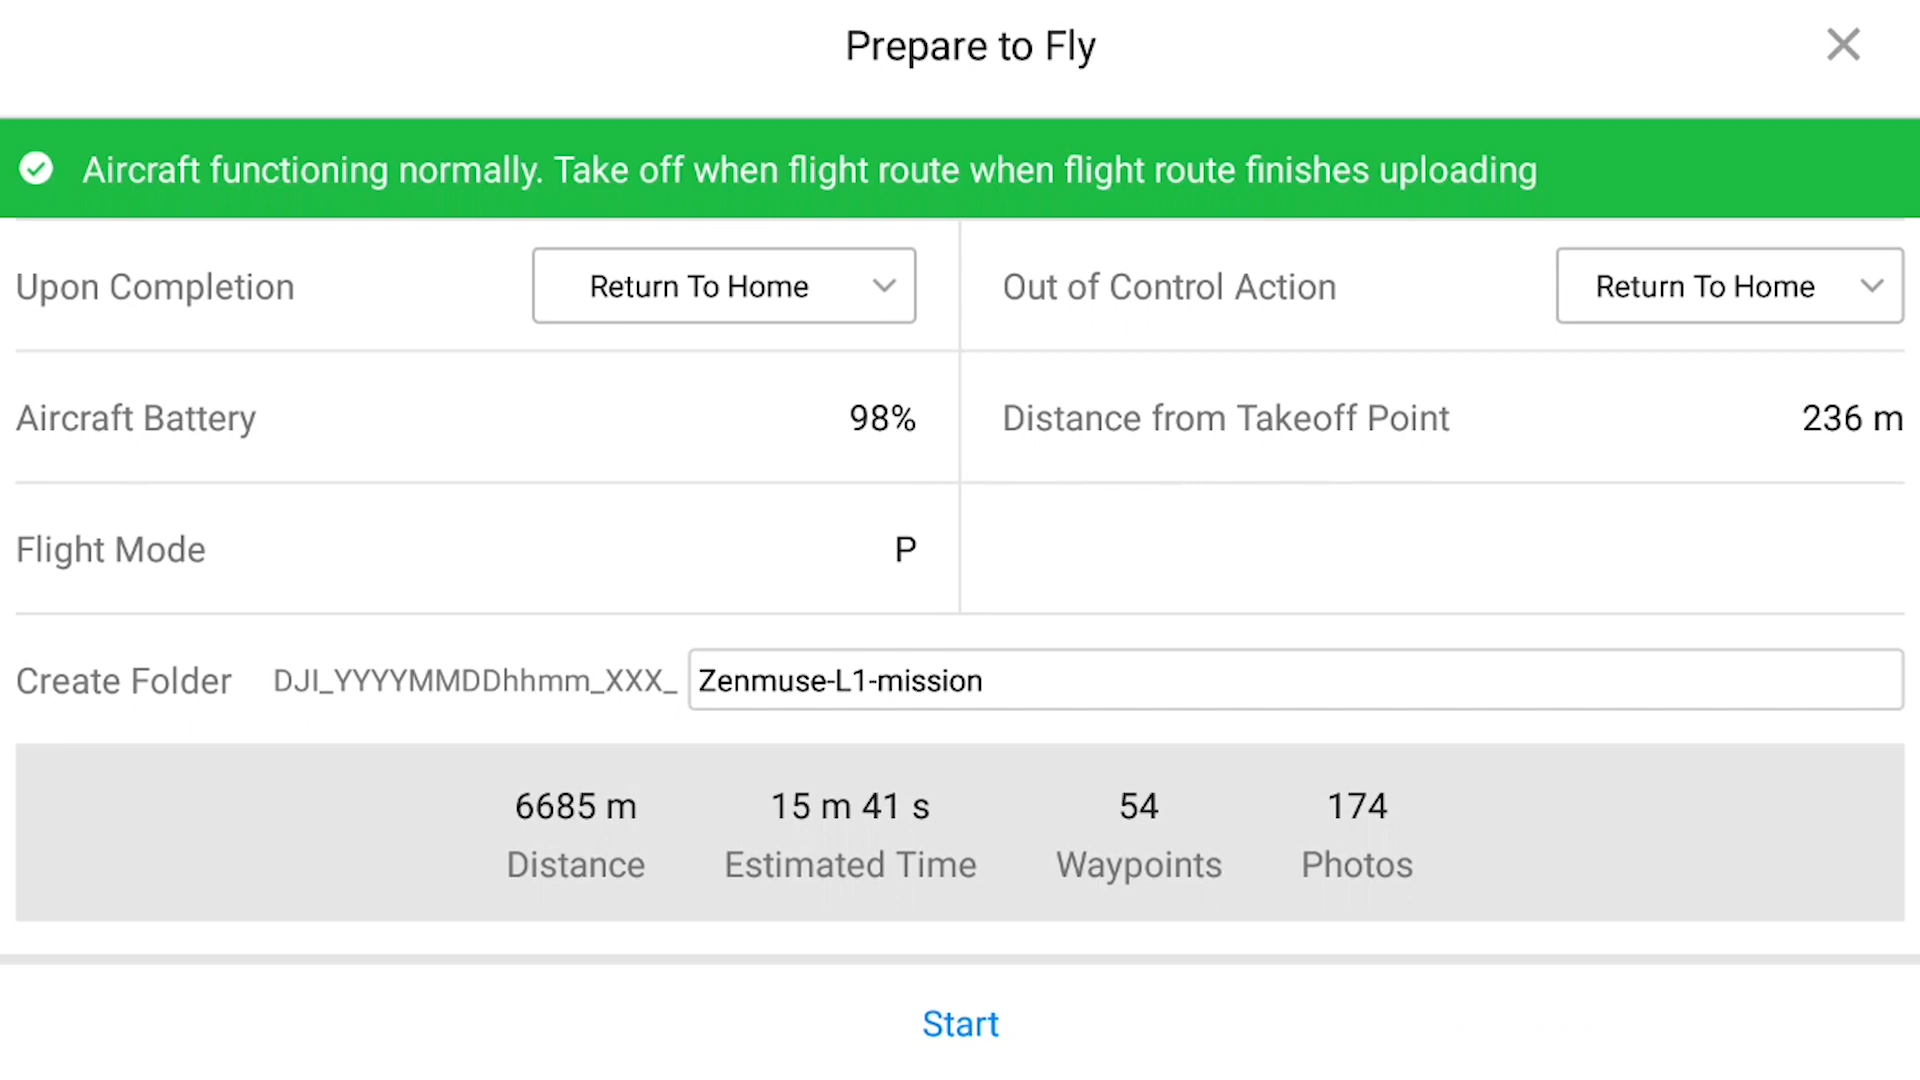 Prepare to Fly
Aircraft functioning normally. Take off when flight route when flight route finishes uploading
Upon Completion Return To Home Out of Control Action Return To Home
Aircraft Battery 98% Distance from Takeoff Point 236 m
Flight Mode P
Create Folder DJI_YYYYMMDDhhmm_XXX_ Zenmuse-L1-mission
6685 m 15 m 41 s 54 174
Distance Estimated Time Waypoints Photos
Start